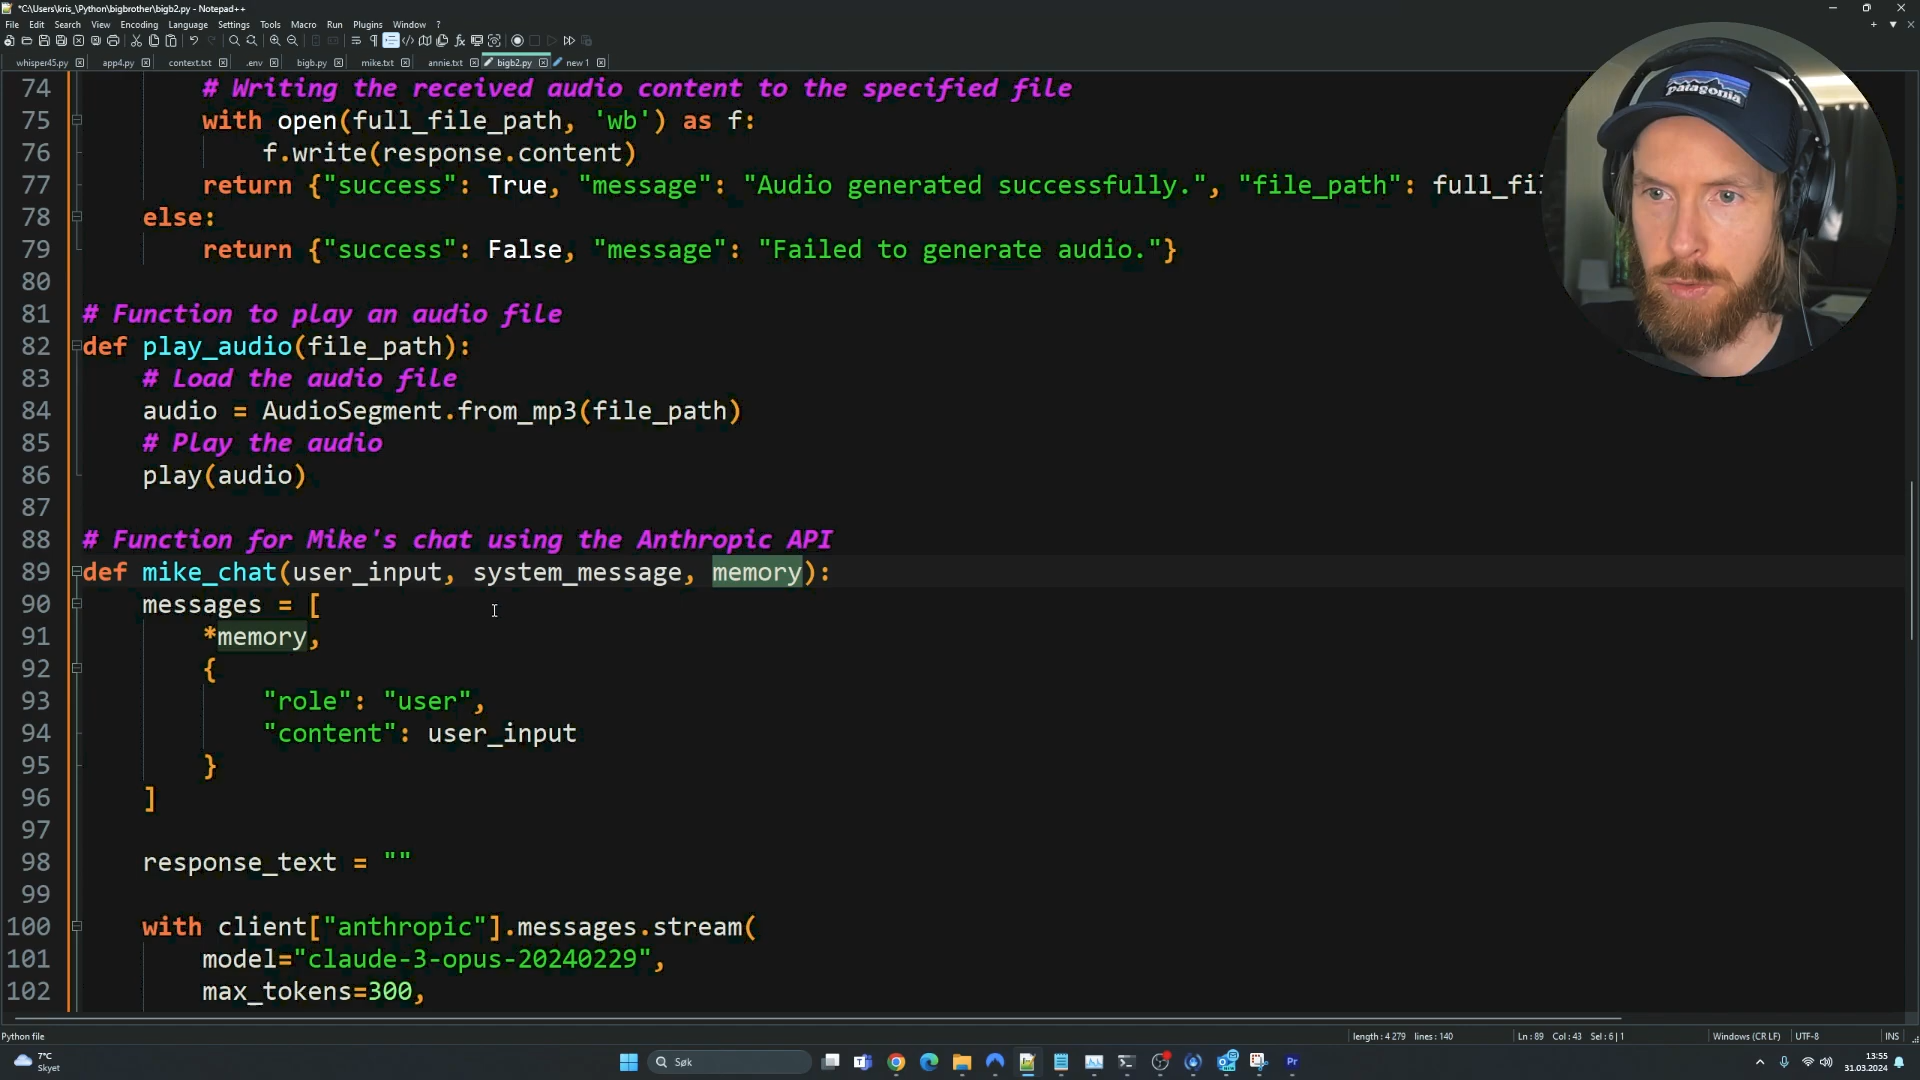 *C:\Users\kris_\Python\bigbrother\bigb2.py - Notepad++
File Edit Search View Encoding Language Settings Tools Macro Run Plugins Window ?
whisper45.py app4.py context.txt .env bigb.py mike.txt annie.txt bigb2.py new 1
patagonia
74 # Writing the received audio content to the specified file
75 with open(full_file_path, 'wb') as f:
76 f.write(response.content)
77 return {"success": True, "message": "Audio generated successfully.", "file_path": full_fil
78 else:
79 return {"success": False, "message": "Failed to generate audio."}
80
81 # Function to play an audio file
82 def play_audio(file_path):
83 # Load the audio file
84 audio = AudioSegment.from_mp3(file_path)
85 # Play the audio
86 play(audio)
87
88 # Function for Mike's chat using the Anthropic API
89 def mike_chat(user_input, system_message, memory):
90 messages = [
91 *memory,
92 {
93 "role": "user",
94 "content": user_input
95 }
96 ]
97
98 response_text = ""
99
100 with client["anthropic"].messages.stream(
101 model="claude-3-opus-20240229",
102 max_tokens=300,
Python file length : 4 279 lines : 140 Ln : 89 Col : 43 Sel : 6 | 1 Windows (CR LF) UTF-8 INS
7°C
Skyet
Søk
Pr
13:55
31.03.2024